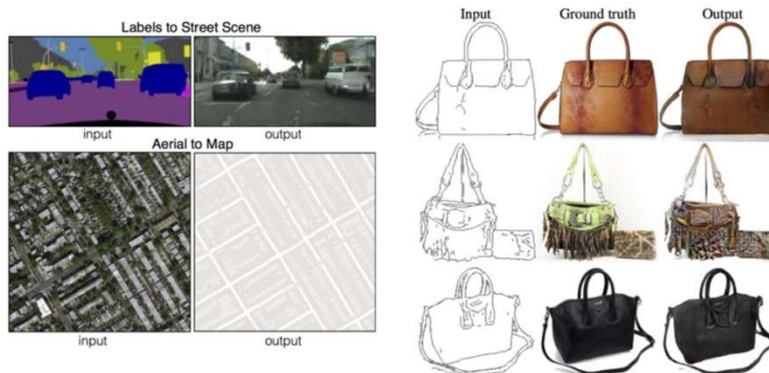 Labels to Street Scene
input
output
Aerial to Map
input
output
Input
Ground truth
Output